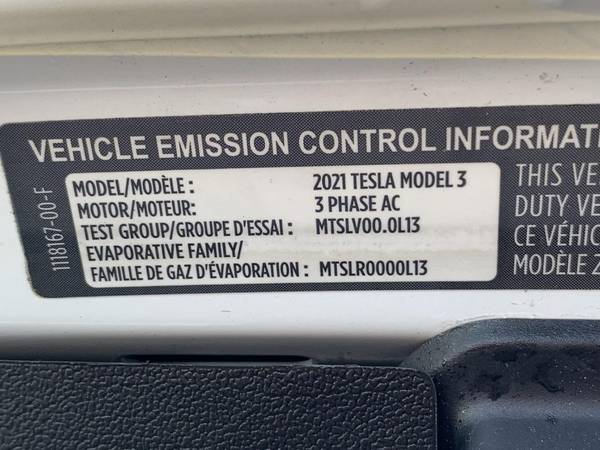 VEHICLE EMISSION CONTROL INFORMATI
1118167-00-F
MODEL/MODÈLE : 2021 TESLA MODEL 3
MOTOR/MOTEUR: 3 PHASE AC
TEST GROUP/GROUPE D'ESSAI : MTSLV00.0L13
EVAPORATIVE FAMILY/
FAMILLE DE GAZ D'ÉVAPORATION : MTSLR0000L13
THIS VE
DUTY VE
CE VÉHIC
MODÈLE 2